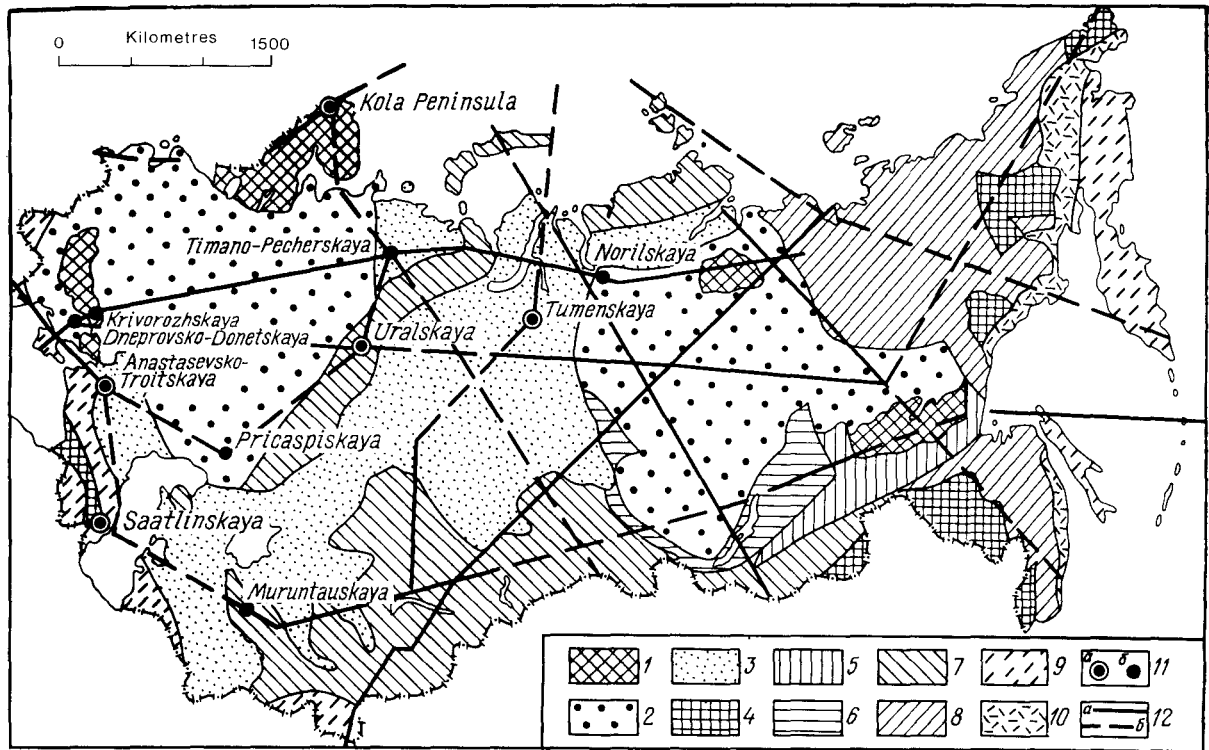 Kilometres
0 1500
Kola Peninsula
Timano-Pecherskaya
Norilskaya
Tumenskaya
Krivorozhskaya
Dneprovsko-Donetskaya
Uralskaya
Anastasevsko-
Troitskaya
Pricaspiskaya
Saatlinskaya
Muruntauskaya
1 3 5 7 9 а б 11
2 4 6 8 10 а б 12